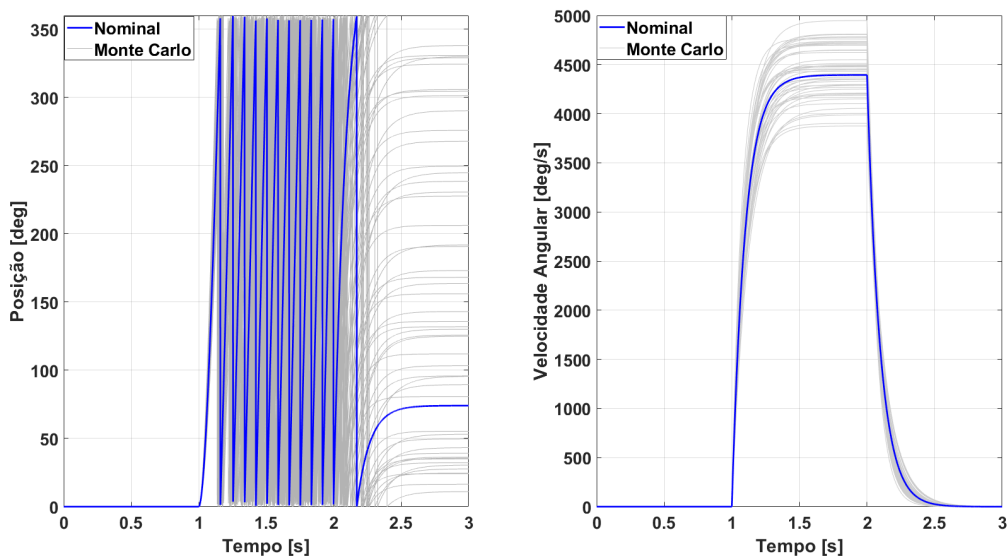 Nominal
Monte Carlo
Posição [deg]
350
300
250
200
150
100
50
0
0 0.5 1 1.5 2 2.5 3
Tempo [s]
Nominal
Monte Carlo
Velocidade Angular [deg/s]
5000
4500
4000
3500
3000
2500
2000
1500
1000
500
0
0 0.5 1 1.5 2 2.5 3
Tempo [s]